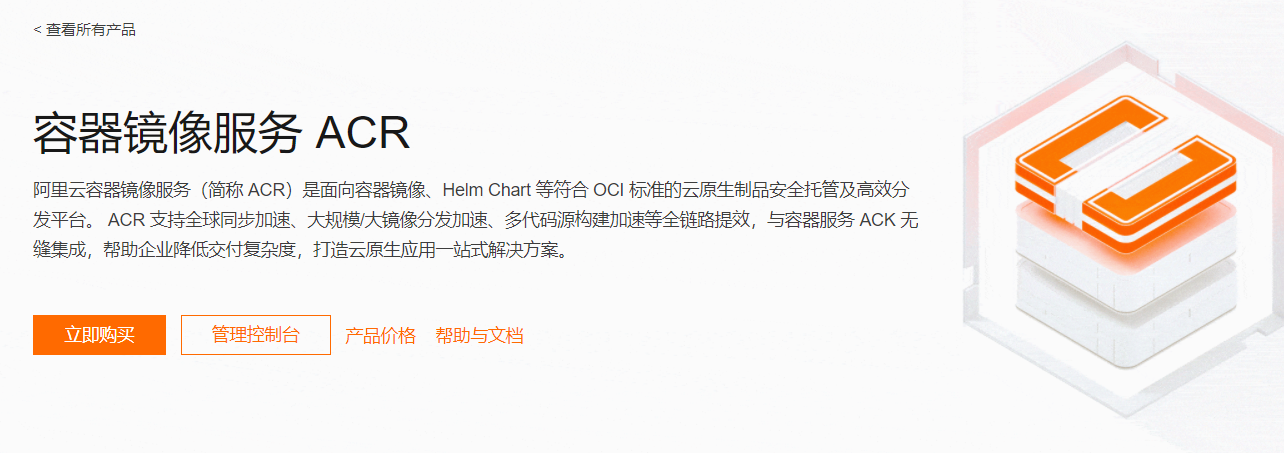 < 查看所有产品
容器镜像服务 ACR
阿里云容器镜像服务（简称 ACR）是面向容器镜像、Helm Chart 等符合 OCI 标准的云原生制品安全托管及高效分
发平台。 ACR 支持全球同步加速、大规模/大镜像分发加速、多代码源构建加速等全链路提效，与容器服务 ACK 无
缝集成，帮助企业降低交付复杂度，打造云原生应用一站式解决方案。
立即购买 管理控制台 产品价格 帮助与文档